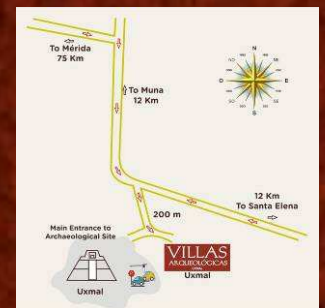 To Mérida
75 Km
To Muna
12 Km
N
O
E
S
12 Km
To Santa Elena
200 m
Main Entrance to
Archaeological Site
VILLAS
ARQUEOLÓGICAS
Uxmal
Uxmal